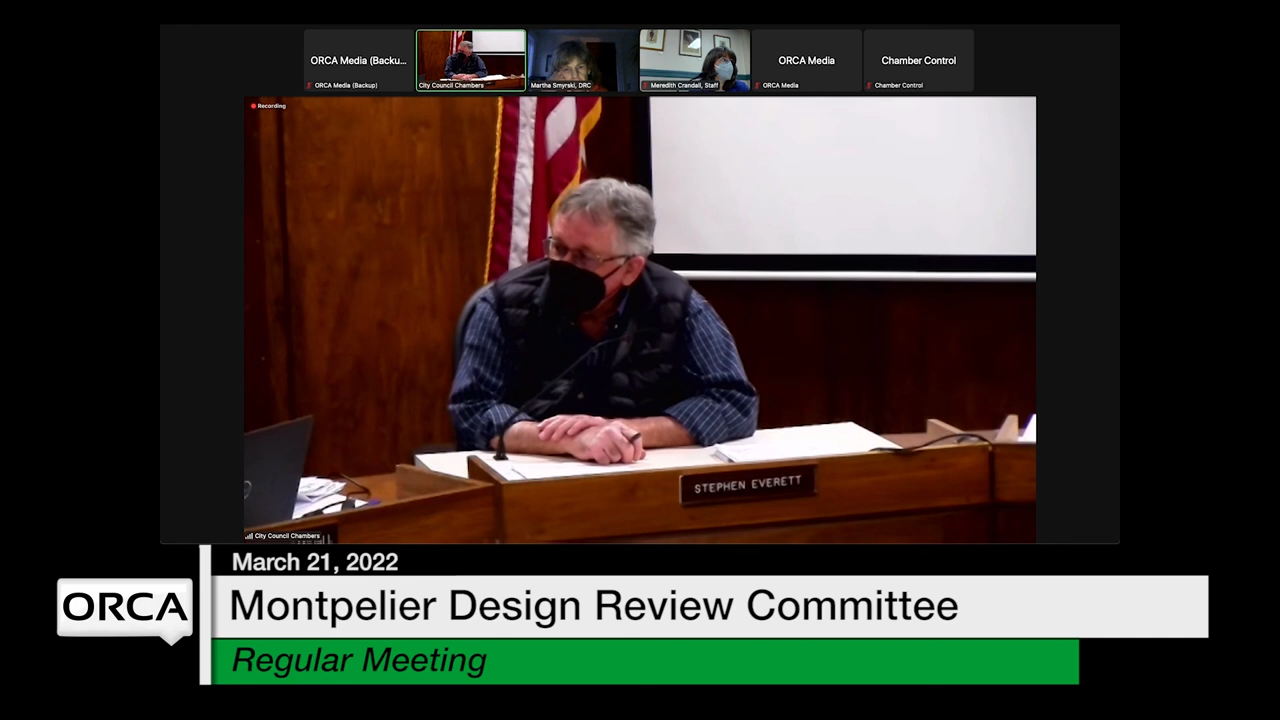 ORCA Media (Backu...
ORCA Media
Chamber Control
ORCA Media (Backup)
City Council Chambers
Martha Smyrski, DRC
Meredith Crandall, Staff
ORCA Media
Chamber Control
Recording
STEPHEN EVERETT
City Council Chambers
March 21, 2022
ORCA
Montpelier Design Review Committee
Regular Meeting